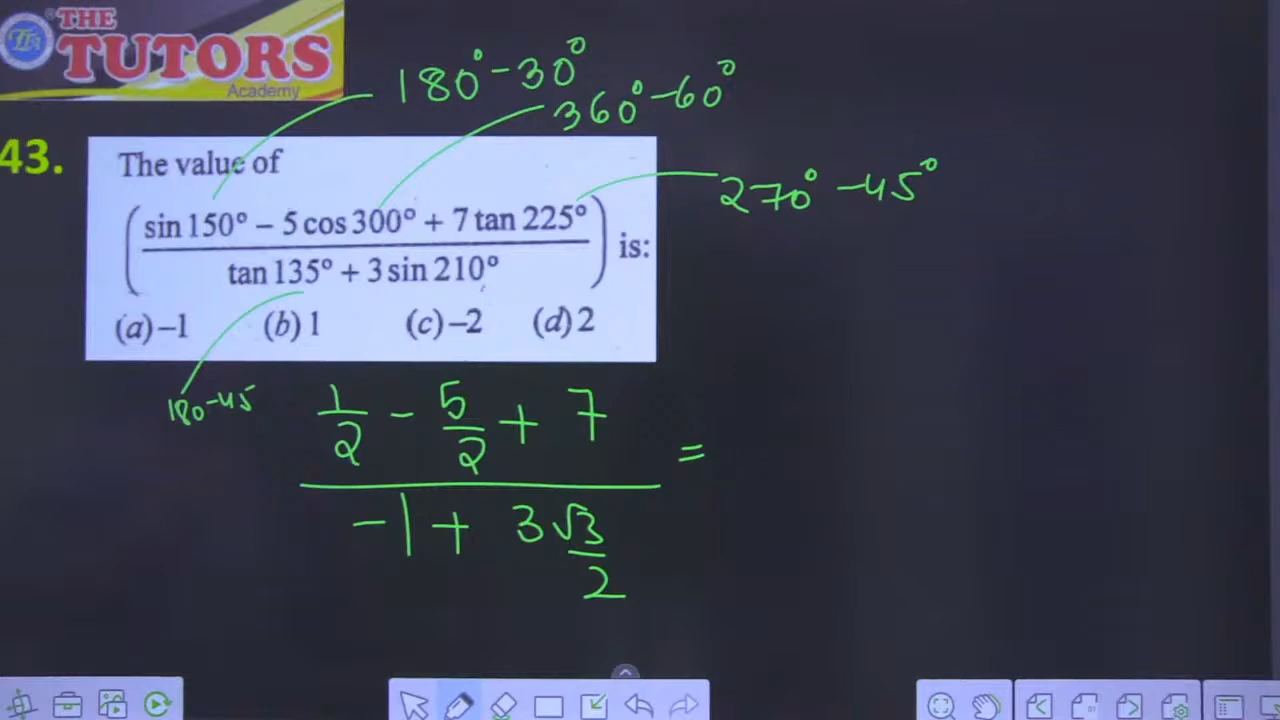 THE
TUTORS
Academy
180° - 30°
360° - 60°
270° - 45°
43.
The value of
(sin 150° – 5 cos 300° + 7 tan 225° / tan 135° + 3 sin 210°) is:
(a) –1 (b) 1 (c) –2 (d) 2
180 - 45
1/2 - 5/2 + 7
=
-1 + 3√3/2